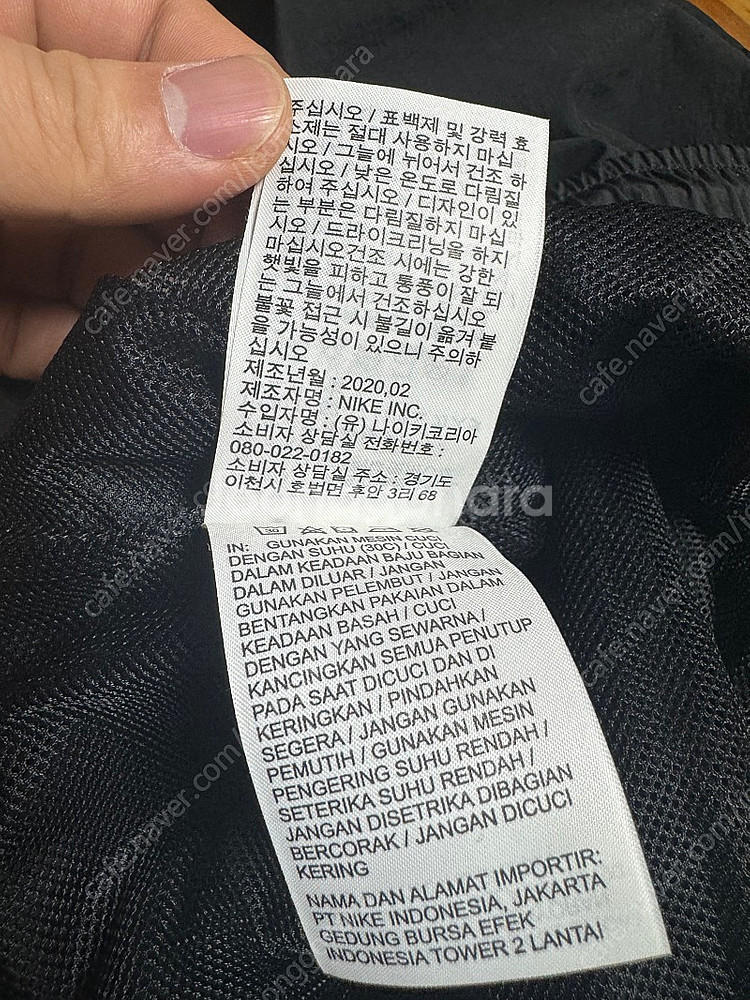 주십시오 / 표백제 및 강력 효
소제는 절대 사용하지 마십
시오 / 그늘에 뉘어서 건조 하
십시오 / 낮은 온도로 다림질
하여 주십시오 / 디자인이 있
는 부분은 다림질하지 마십
시오 / 드라이크리닝을 하지
마십시오건조 시에는 강한
햇빛을 피하고 통풍이 잘 되
는 그늘에서 건조하십시오
불꽃 접근 시 불길이 옮겨 붙
을 가능성이 있으니 주의하
십시오
제조년월 : 2020,02
제조자명 : NIKE INC.
수입자명 : (유) 나이키코리아
소비자 상담실 전화번호 :
080-022-0182
소비자 상담실 주소 : 경기도
이천시 호법면 후안 3리 68
30
IN: GUNAKAN MESIN CUCI
DENGAN SUHU (30C) / CUCI
DALAM KEADAAN BAJU BAGIAN
DALAM DILUAR / JANGAN
GUNAKAN PELEMBUT / JANGAN
BENTANGKAN PAKAIAN DALAM
KEADAAN BASAH / CUCI
DENGAN YANG SEWARNA /
KANCINGKAN SEMUA PENUTUP
PADA SAAT DICUCI DAN DI
KERINGKAN / PINDAHKAN
SEGERA / JANGAN GUNAKAN
PEMUTIH / GUNAKAN MESIN
PENGERING SUHU RENDAH /
SETERIKA SUHU RENDAH /
JANGAN DISETRIKA DIBAGIAN
BERCORAK / JANGAN DICUCI
KERING
NAMA DAN ALAMAT IMPORTIR:
PT NIKE INDONESIA, JAKARTA
GEDUNG BURSA EFEK
INDONESIA TOWER 2 LANTAI